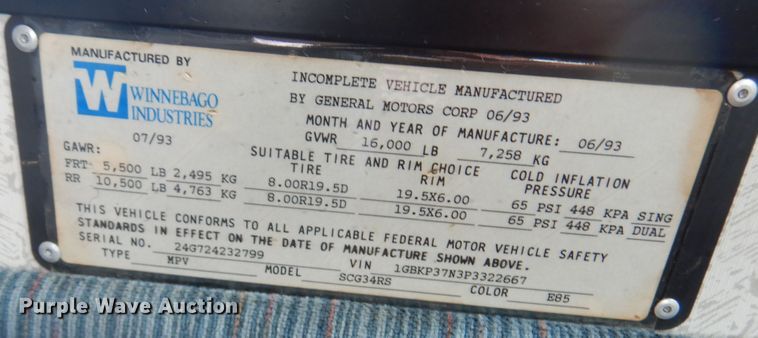 MANUFACTURED BY
W WINNEBAGO
INDUSTRIES
07/93
INCOMPLETE VEHICLE MANUFACTURED
BY GENERAL MOTORS CORP 06/93
MONTH AND YEAR OF MANUFACTURE: 06/93
GVWR 16,000 LB 7,258 KG
GAWR: SUITABLE TIRE AND RIM CHOICE COLD INFLATION
TIRE RIM PRESSURE
FRT 5,500 LB 2,495 KG 8.00R19.5D 19.5X6.00 65 PSI 448 KPA SING
RR 10,500 LB 4,763 KG 8.00R19.5D 19.5X6.00 65 PSI 448 KPA DUAL
THIS VEHICLE CONFORMS TO ALL APPLICABLE FEDERAL MOTOR VEHICLE SAFETY
STANDARDS IN EFFECT ON THE DATE OF MANUFACTURE SHOWN ABOVE.
SERIAL NO. 24G724232799 VIN 1GBKP37N3P3322667
TYPE MPV MODEL SCG34RS COLOR E85
Purple Wave Auction